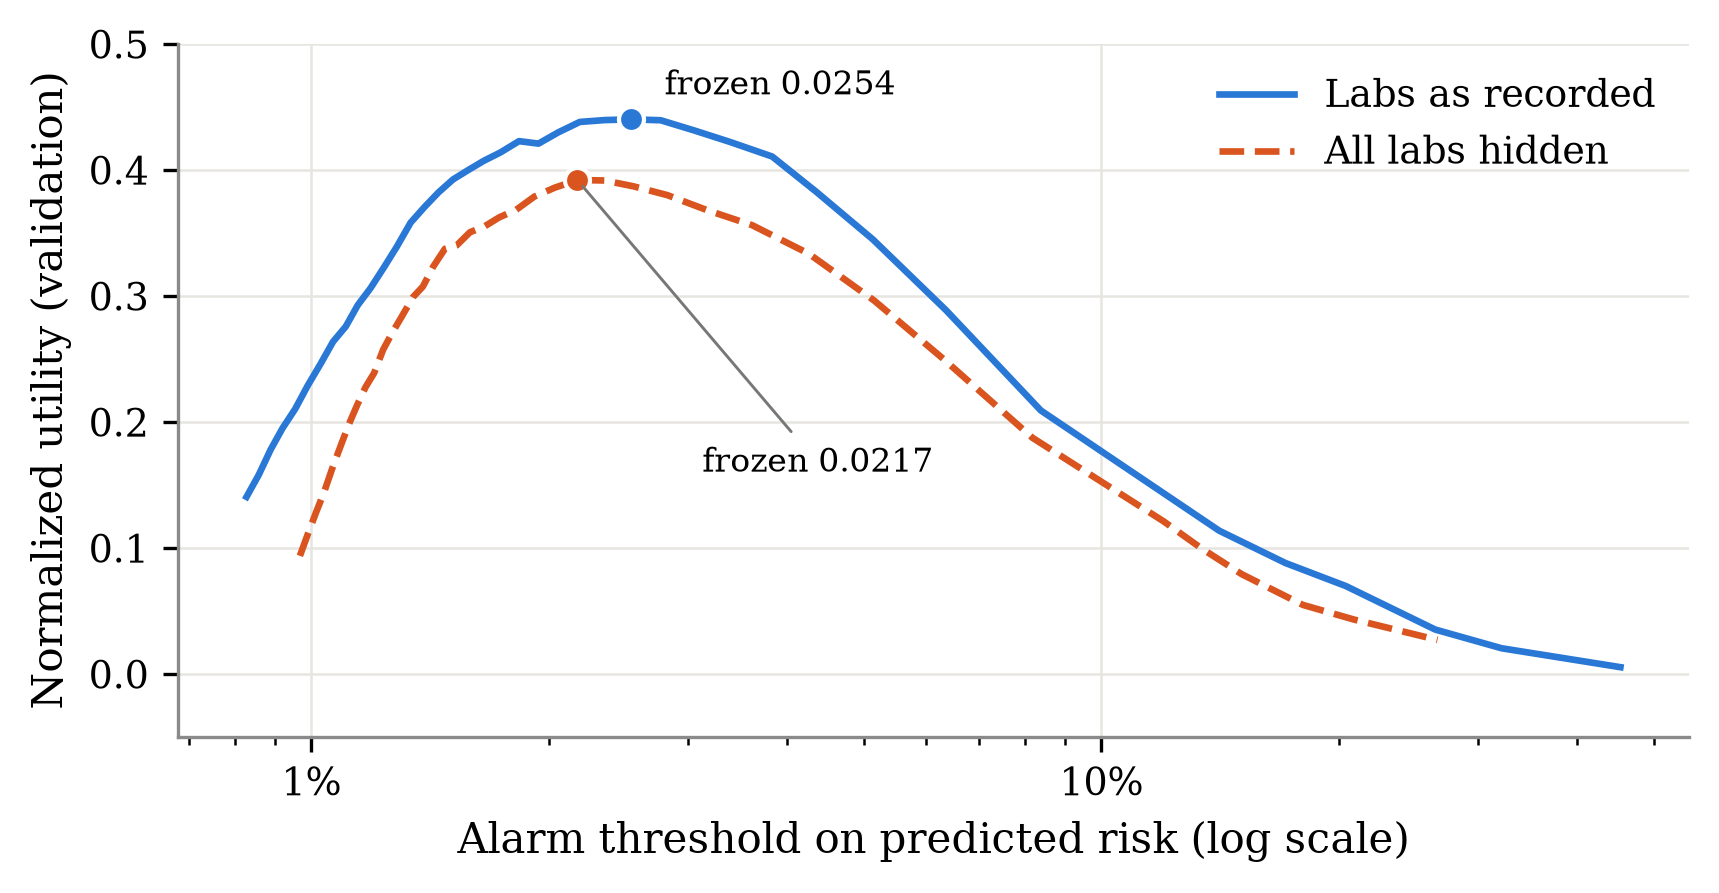 0.5
0.4
0.3
0.2
0.1
0.0
Normalized utility (validation)
frozen 0.0254
frozen 0.0217
Labs as recorded
All labs hidden
1%
10%
Alarm threshold on predicted risk (log scale)